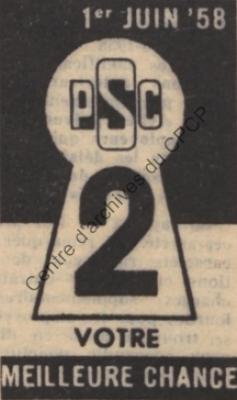 1er JUIN '58
PSC
2
Centre d'archives du CPCP
VOTRE
MEILLEURE CHANCE